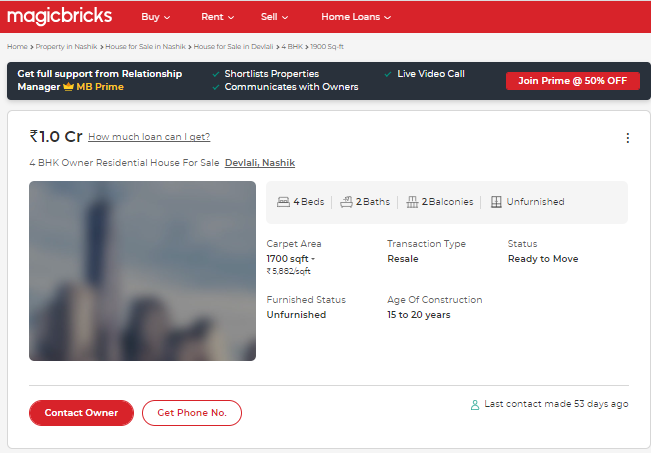 magicbricks
Buy Rent Sell Home Loans
Home > Property in Nashik > House for Sale in Nashik > House for Sale in Devlali > 4 BHK > 1900 Sq-ft
Get full support from Relationship
Manager MB Prime
Shortlists Properties
Communicates with Owners
Live Video Call
Join Prime @ 50% OFF
₹1.0 Cr How much loan can I get?
4 BHK Owner Residential House For Sale Devlali, Nashik
4 Beds 2 Baths 2 Balconies Unfurnished
Carpet Area Transaction Type Status
1700 sqft - Resale Ready to Move
₹5,882/sqft
Furnished Status Age Of Construction
Unfurnished 15 to 20 years
Contact Owner Get Phone No. Last contact made 53 days ago